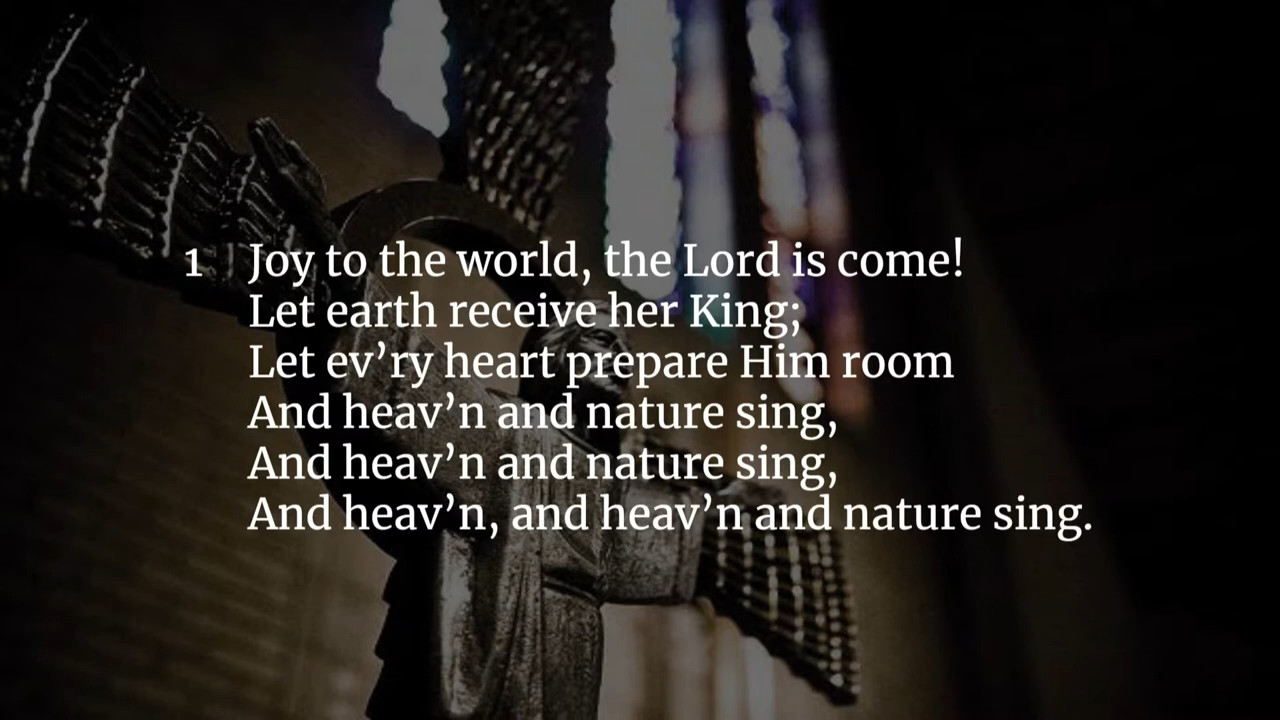 1 Joy to the world, the Lord is come!
Let earth receive her King;
Let ev’ry heart prepare Him room
And heav’n and nature sing,
And heav’n and nature sing,
And heav’n, and heav’n and nature sing.